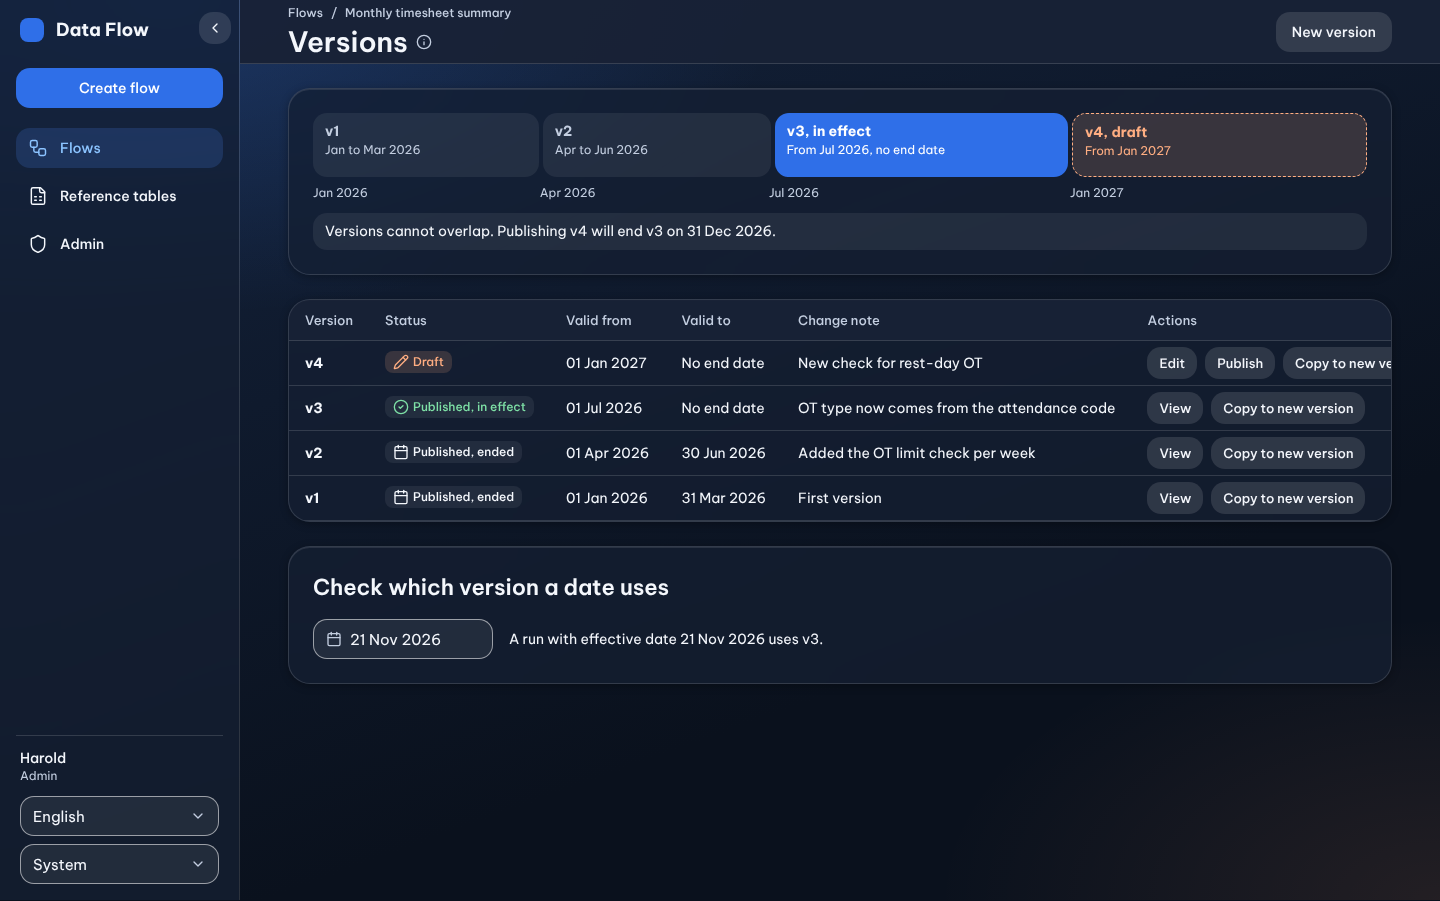 Data Flow
Create flow
Flows
Reference tables
Admin
Harold
Admin
English
System
Flows / Monthly timesheet summary
Versions
New version
v1
Jan to Mar 2026
v2
Apr to Jun 2026
v3, in effect
From Jul 2026, no end date
v4, draft
From Jan 2027
Jan 2026 Apr 2026 Jul 2026 Jan 2027
Versions cannot overlap. Publishing v4 will end v3 on 31 Dec 2026.
Version Status Valid from Valid to Change note Actions
v4 Draft 01 Jan 2027 No end date New check for rest-day OT Edit Publish Copy to new ve
v3 Published, in effect 01 Jul 2026 No end date OT type now comes from the attendance code View Copy to new version
v2 Published, ended 01 Apr 2026 30 Jun 2026 Added the OT limit check per week View Copy to new version
v1 Published, ended 01 Jan 2026 31 Mar 2026 First version View Copy to new version
Check which version a date uses
21 Nov 2026 A run with effective date 21 Nov 2026 uses v3.